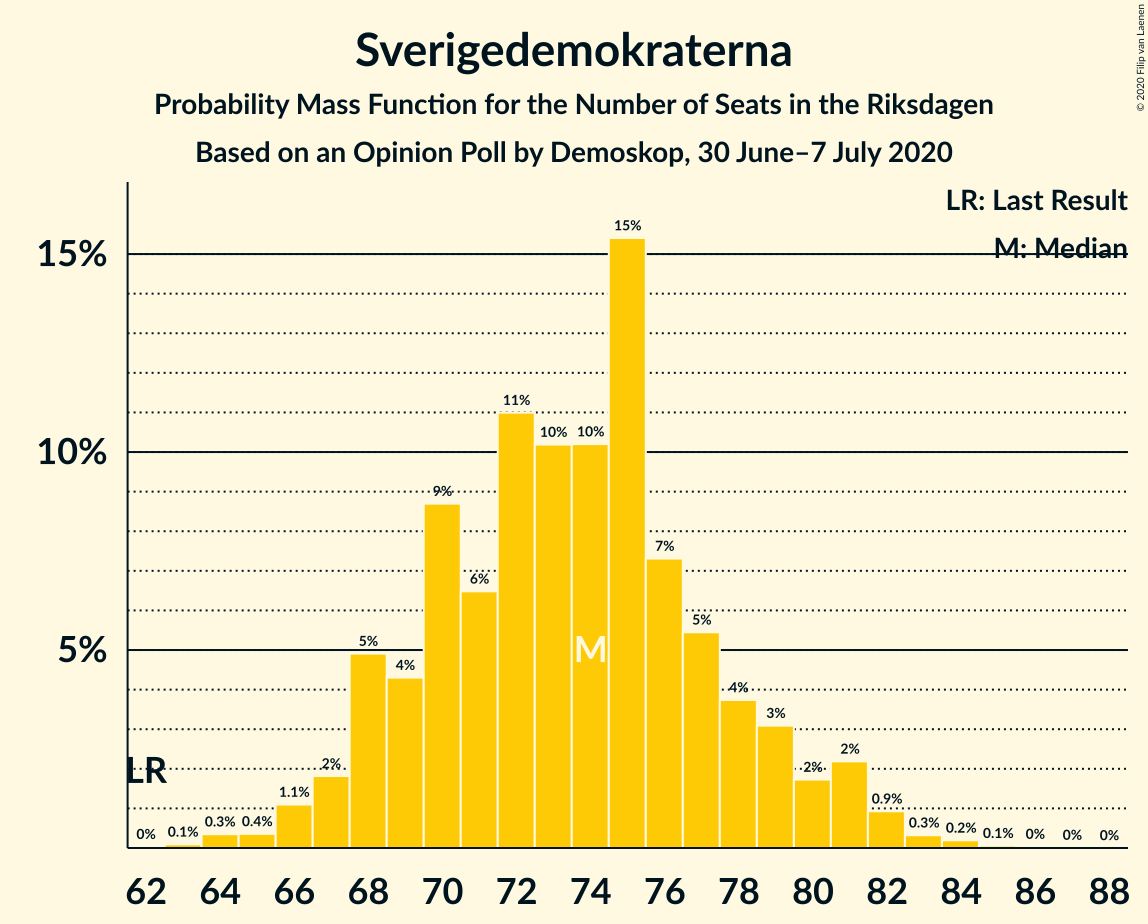 Sverigedemokraterna
Probability Mass Function for the Number of Seats in the Riksdagen
Based on an Opinion Poll by Demoskop, 30 June–7 July 2020
© 2020 Filip van Laenen
LR: Last Result
M: Median
15%
10%
5%
LR
M
0% 0.1% 0.3% 0.4% 1.1% 2% 5% 4% 9% 6% 11% 10% 10% 15% 7% 5% 4% 3% 2% 2% 0.9% 0.3% 0.2% 0.1% 0% 0% 0%
62 64 66 68 70 72 74 76 78 80 82 84 86 88